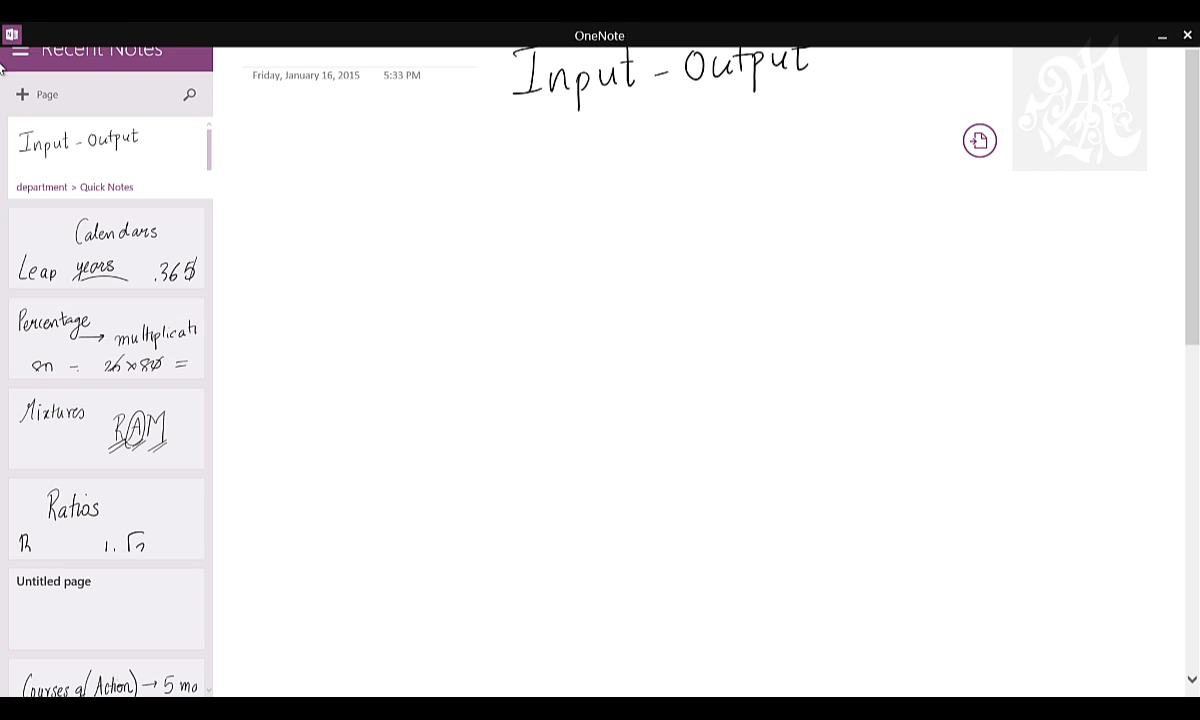 OneNote
Recent Notes
Page
Input - Output
department > Quick Notes
Calendars
Leap years .365
Percentage → multiplicati
on - 26×80 =
Mixtures RAM
Ratios
Untitled page
Courses of Action) → 5 mo
Friday, January 16, 2015 5:33 PM
Input - Output